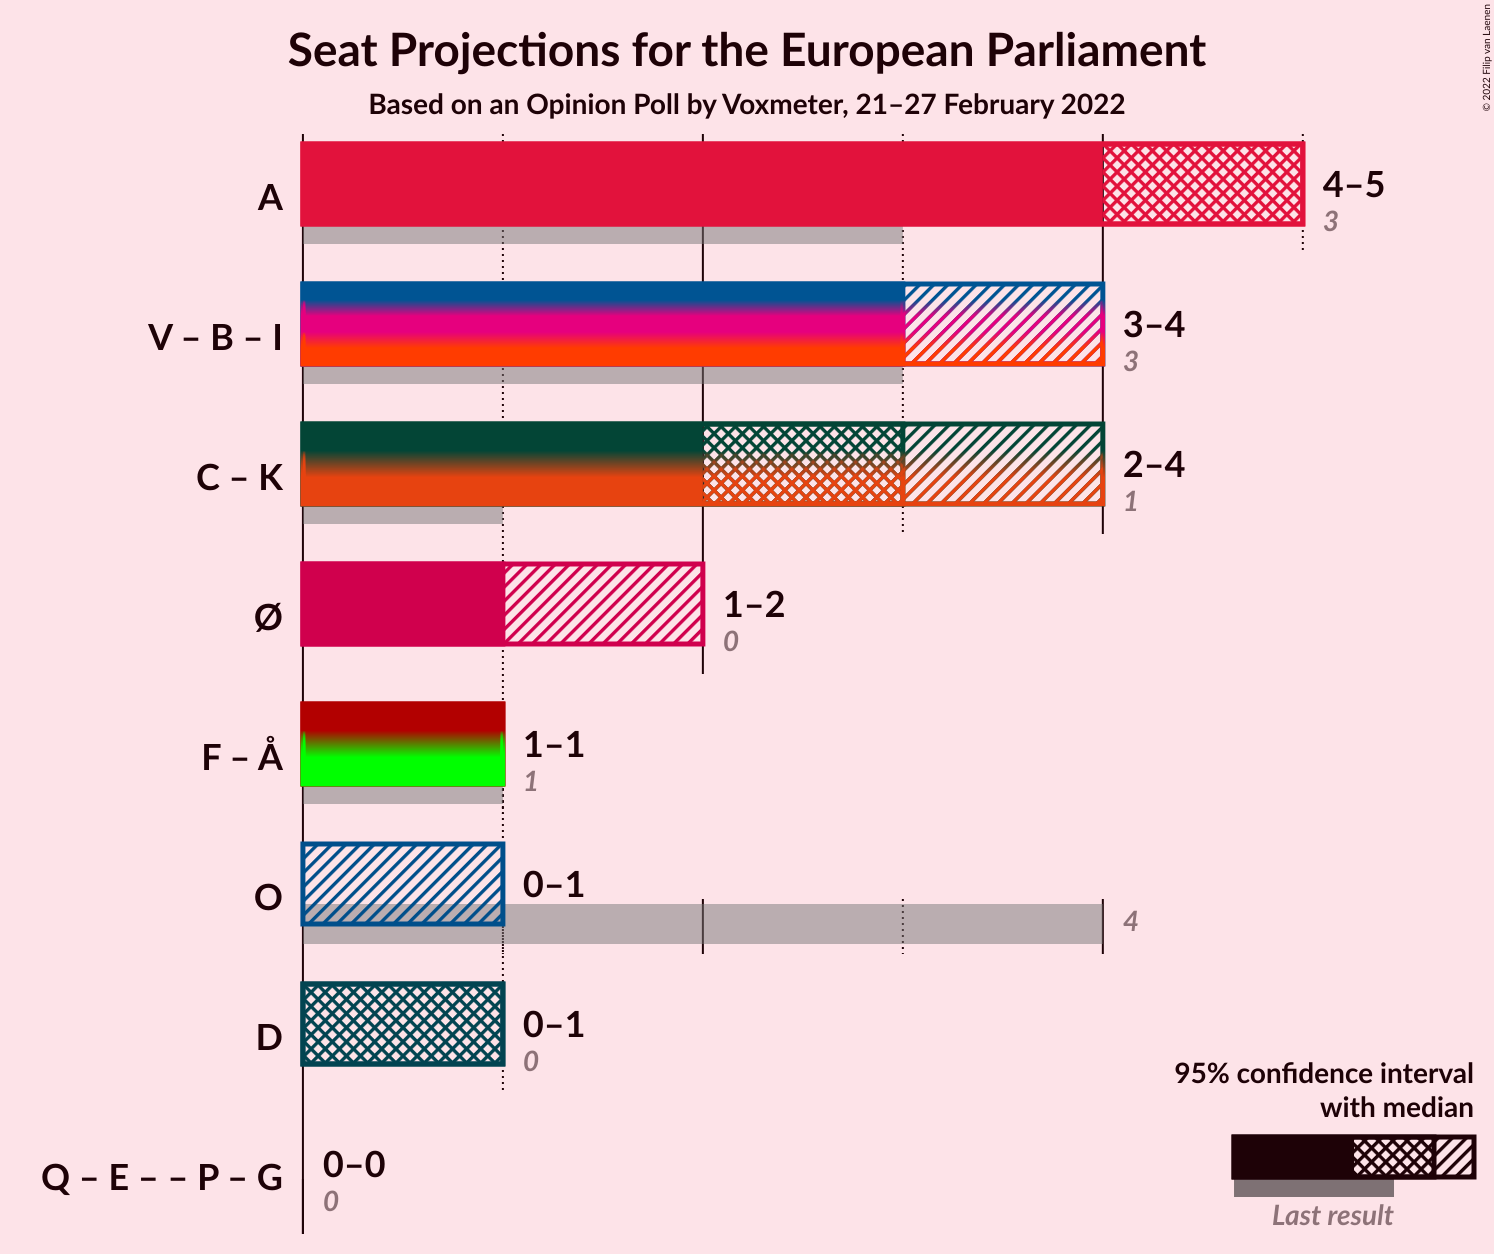 Seat Projections for the European Parliament
Based on an Opinion Poll by Voxmeter, 21–27 February 2022
© 2022 Filip van Laenen
A
4–5
3
V – B – I
3–4
3
C – K
2–4
1
Ø
1–2
0
F – Å
1–1
1
O
0–1
4
D
0–1
0
Q – E – – P – G
0–0
0
95% confidence interval
with median
Last result